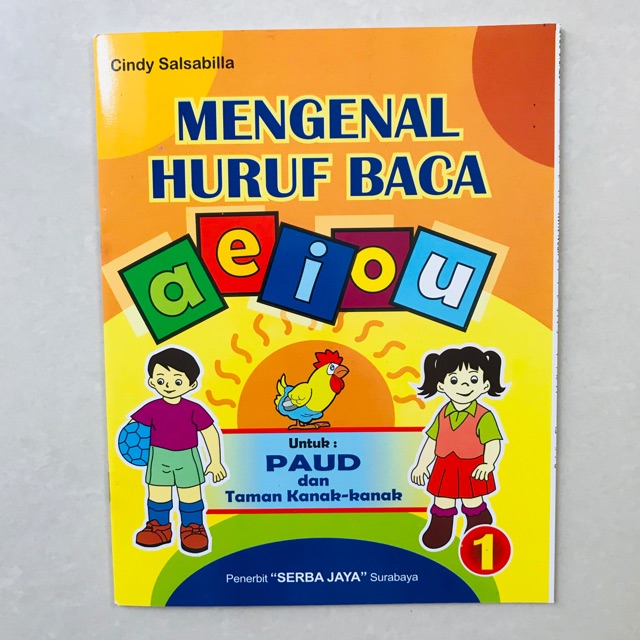 Cindy Salsabilla
MENGENAL
HURUF BACA
a e i o u
Untuk :
PAUD
dan
Taman Kanak-kanak
1
Penerbit "SERBA JAYA" Surabaya